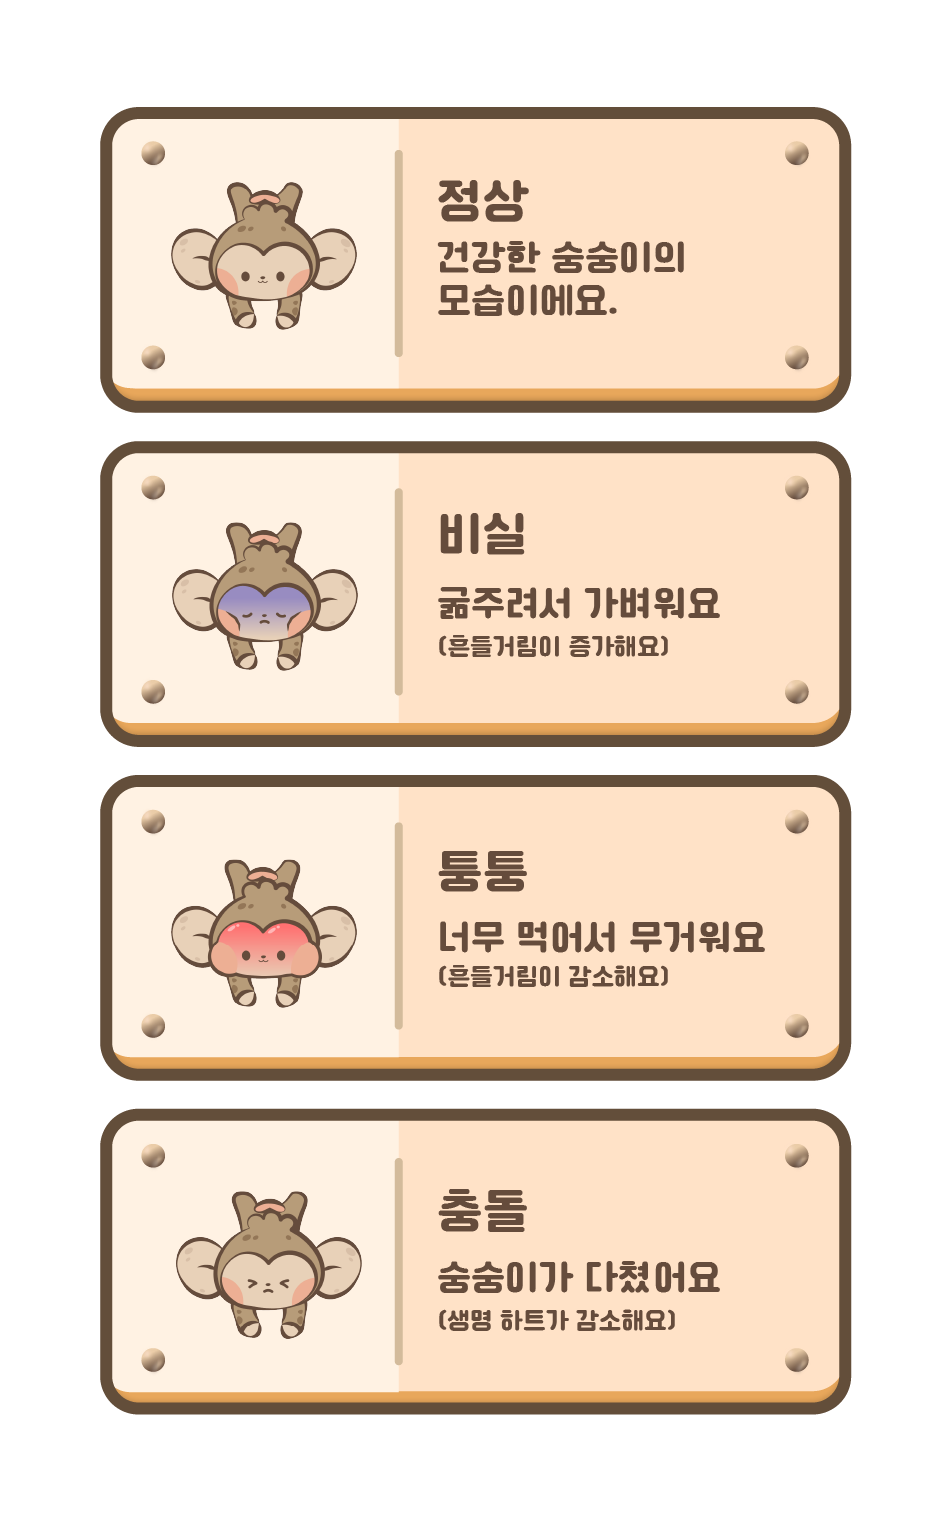 정상
건강한 숭숭이의
모습이에요.
비실
굶주려서 가벼워요
(흔들거림이 증가해요)
퉁퉁
너무 먹어서 무거워요
(흔들거림이 감소해요)
충돌
숭숭이가 다쳤어요
(생명 하트가 감소해요)